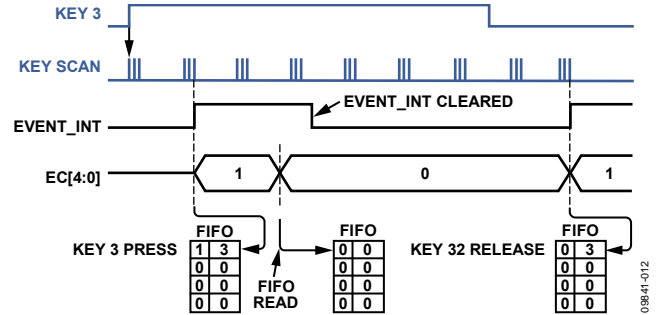 KEY 3
KEY SCAN
EVENT_INT
EVENT_INT CLEARED
EC[4:0]
1
0
1
KEY 3 PRESS
FIFO
1 3
0 0
0 0
0 0
FIFO
READ
FIFO
0 0
0 0
0 0
0 0
KEY 32 RELEASE
FIFO
0 3
0 0
0 0
0 0
09841-012